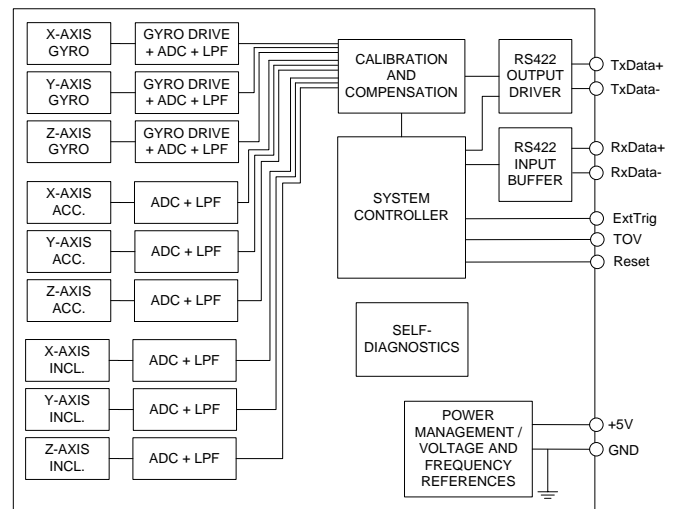 X-AXIS
GYRO
GYRO DRIVE
+ ADC + LPF
Y-AXIS
GYRO
GYRO DRIVE
+ ADC + LPF
Z-AXIS
GYRO
GYRO DRIVE
+ ADC + LPF
X-AXIS
ACC.
ADC + LPF
Y-AXIS
ACC.
ADC + LPF
Z-AXIS
ACC.
ADC + LPF
X-AXIS
INCL.
ADC + LPF
Y-AXIS
INCL.
ADC + LPF
Z-AXIS
INCL.
ADC + LPF
CALIBRATION
AND
COMPENSATION
SYSTEM
CONTROLLER
SELF-
DIAGNOSTICS
POWER
MANAGEMENT /
VOLTAGE AND
FREQUENCY
REFERENCES
RS422
OUTPUT
DRIVER
RS422
INPUT
BUFFER
TxData+
TxData-
RxData+
RxData-
ExtTrig
TOV
Reset
+5V
GND